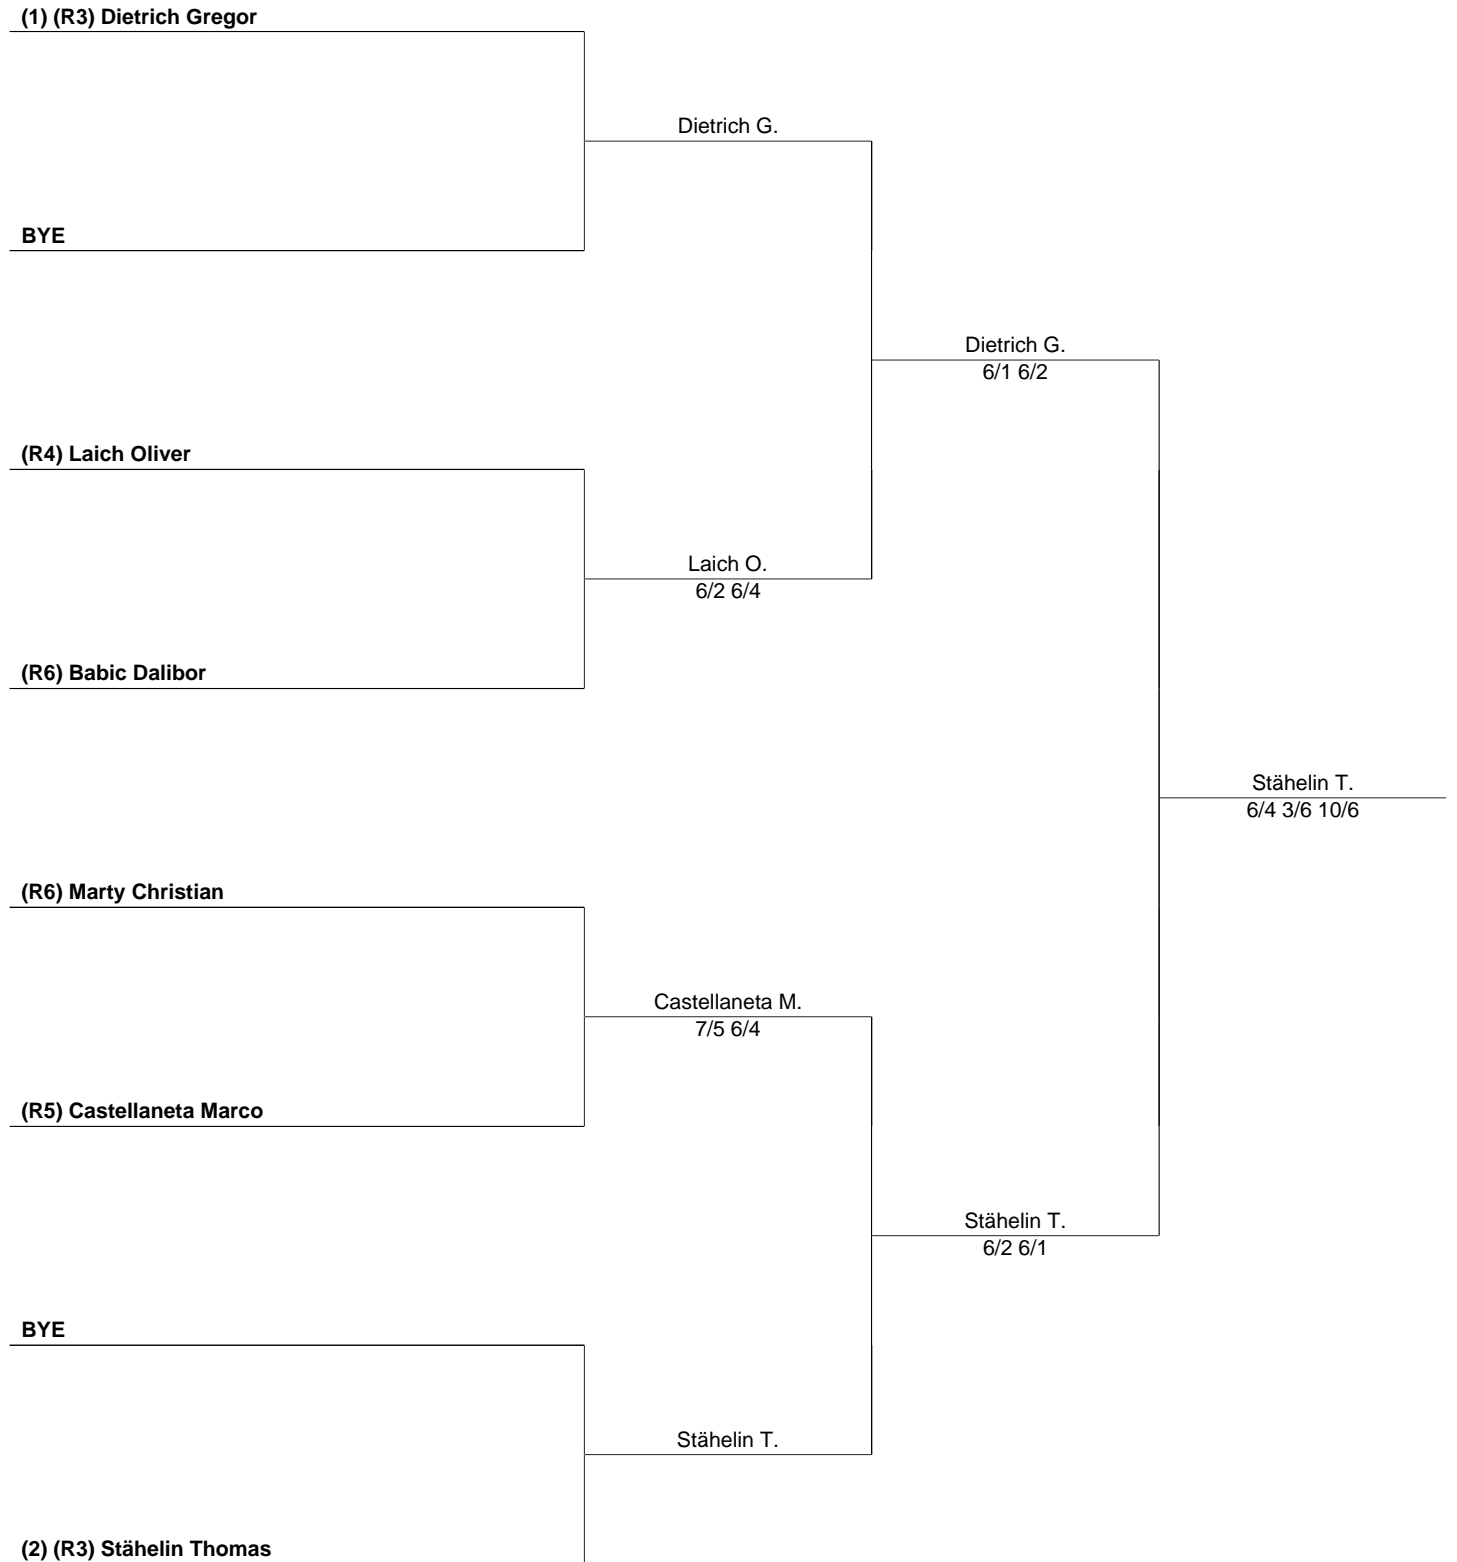 (1) (R3) Dietrich Gregor
Dietrich G.
BYE
Dietrich G.
6/1 6/2
(R4) Laich Oliver
Laich O.
6/2 6/4
(R6) Babic Dalibor
Stähelin T.
6/4 3/6 10/6
(R6) Marty Christian
Castellaneta M.
7/5 6/4
(R5) Castellaneta Marco
Stähelin T.
6/2 6/1
BYE
Stähelin T.
(2) (R3) Stähelin Thomas